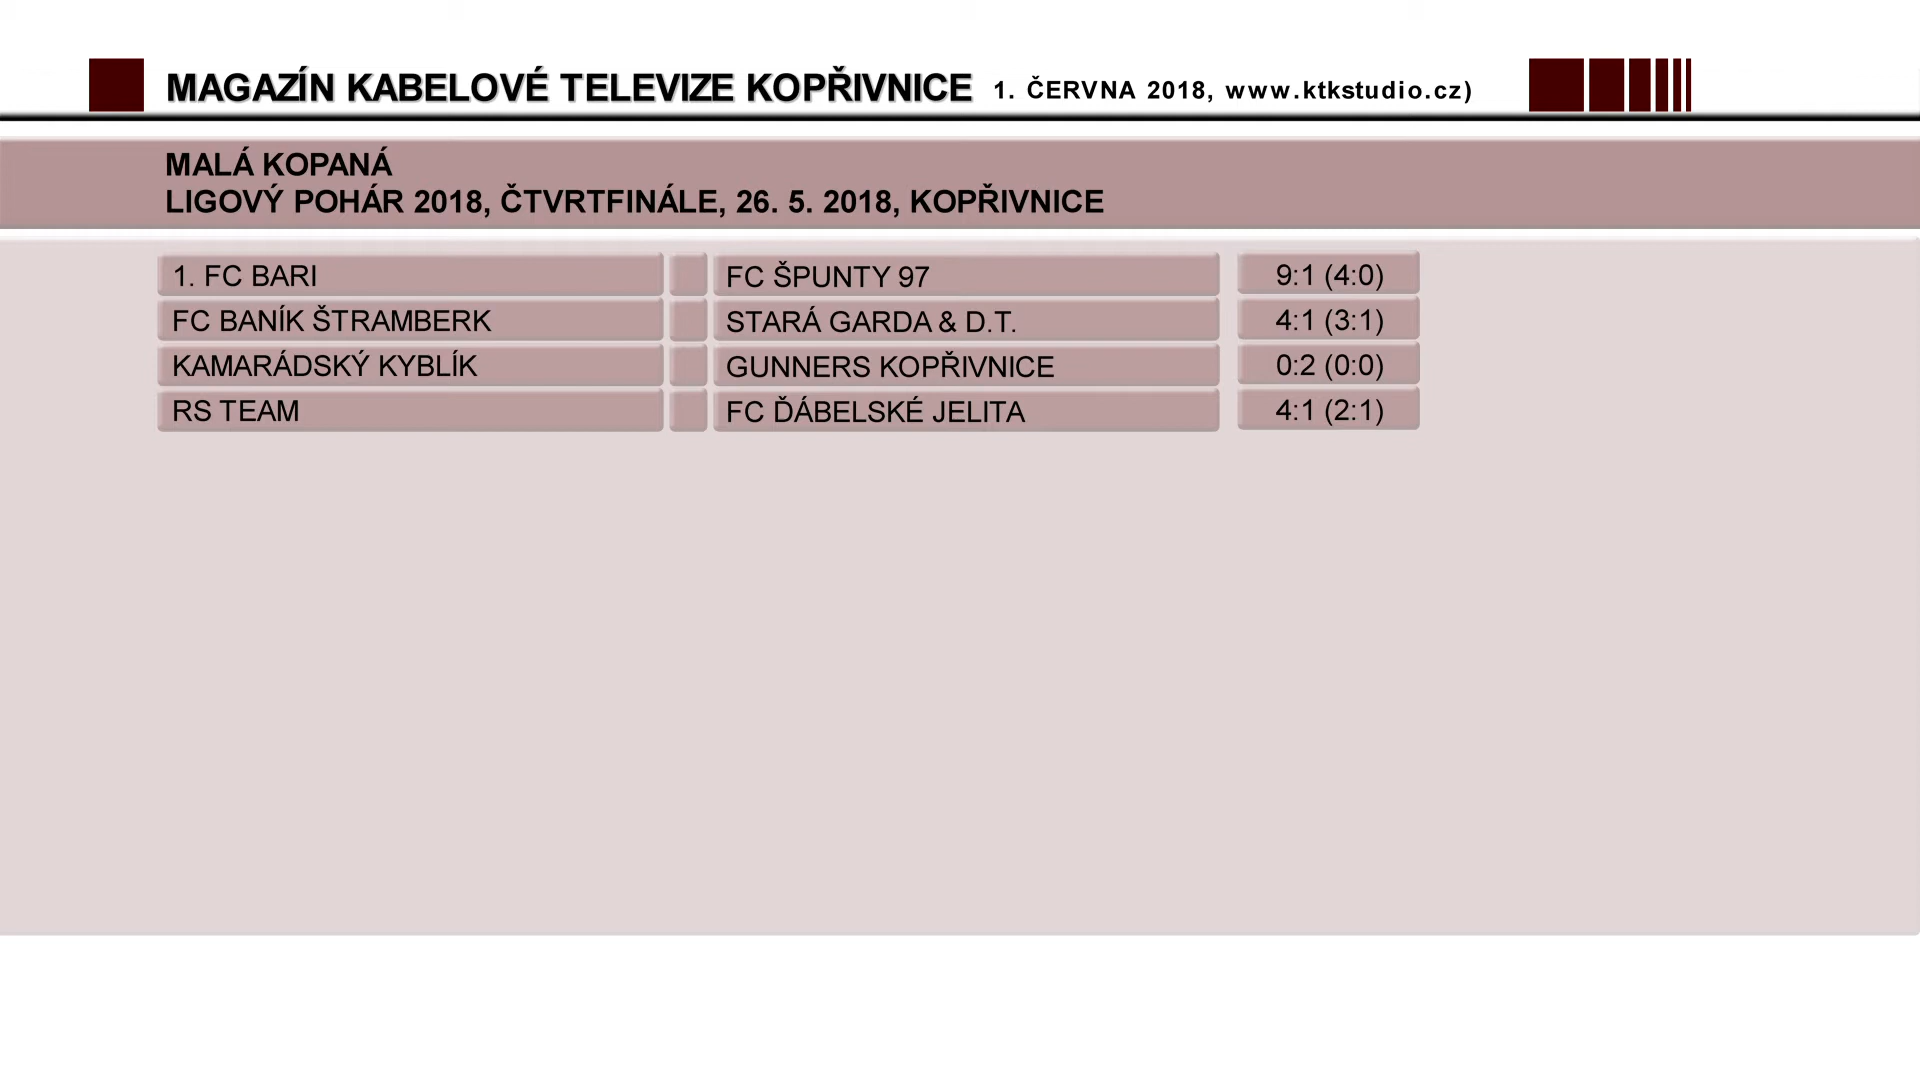 MAGAZÍN KABELOVÉ TELEVIZE KOPŘIVNICE 1. ČERVNA 2018, www.ktkstudio.cz)
MALÁ KOPANÁ
LIGOVÝ POHÁR 2018, ČTVRTFINÁLE, 26. 5. 2018, KOPŘIVNICE
1. FC BARI FC ŠPUNTY 97 9:1 (4:0)
FC BANÍK ŠTRAMBERK STARÁ GARDA & D.T. 4:1 (3:1)
KAMARÁDSKÝ KYBLÍK GUNNERS KOPŘIVNICE 0:2 (0:0)
RS TEAM FC ĎÁBELSKÉ JELITA 4:1 (2:1)